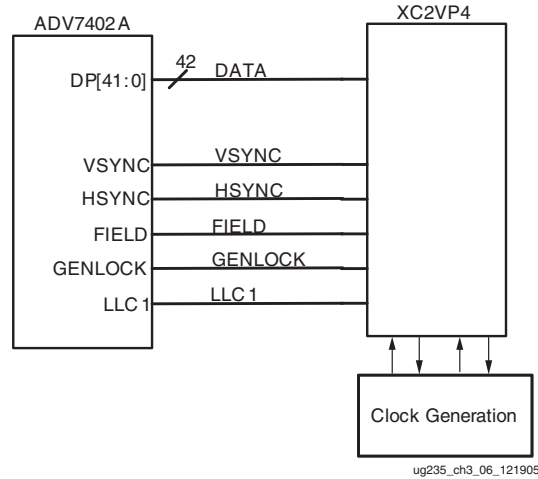 ADV7402A
XC2VP4
DP[41:0]
42
DATA
VSYNC
VSYNC
HSYNC
HSYNC
FIELD
FIELD
GENLOCK
GENLOCK
LLC1
LLC1
Clock Generation
ug235_ch3_06_121905